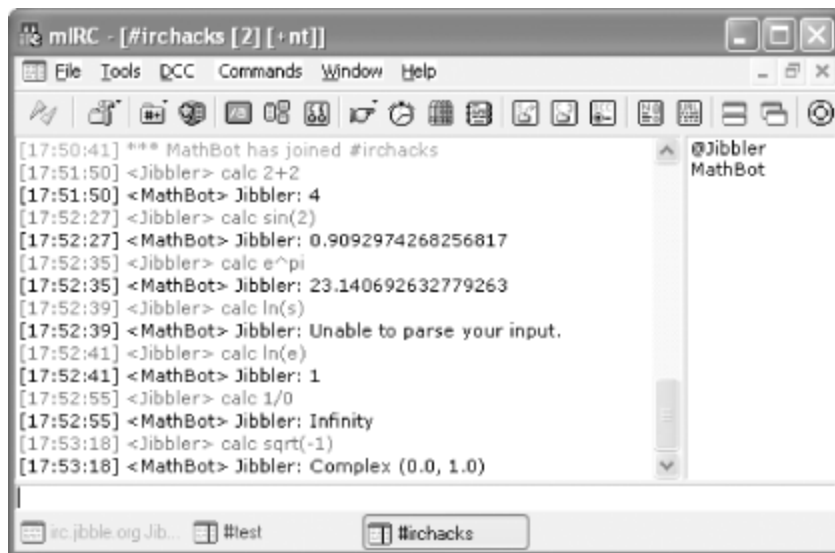 mIRC - [#irchacks [2] [+nt]]
File Tools DCC Commands Window Help
[17:50:41] *** MathBot has joined #irchacks
[17:51:50] <Jibbler> calc 2+2
[17:51:50] <MathBot> Jibbler: 4
[17:52:27] <Jibbler> calc sin(2)
[17:52:27] <MathBot> Jibbler: 0.9092974268256817
[17:52:35] <Jibbler> calc e^pi
[17:52:35] <MathBot> Jibbler: 23.140692632779263
[17:52:39] <Jibbler> calc ln(s)
[17:52:39] <MathBot> Jibbler: Unable to parse your input.
[17:52:41] <Jibbler> calc ln(e)
[17:52:41] <MathBot> Jibbler: 1
[17:52:55] <Jibbler> calc 1/0
[17:52:55] <MathBot> Jibbler: Infinity
[17:53:18] <Jibbler> calc sqrt(-1)
[17:53:18] <MathBot> Jibbler: Complex (0.0, 1.0)
@Jibbler
MathBot
irc.jibble.org Jib... #test #irchacks